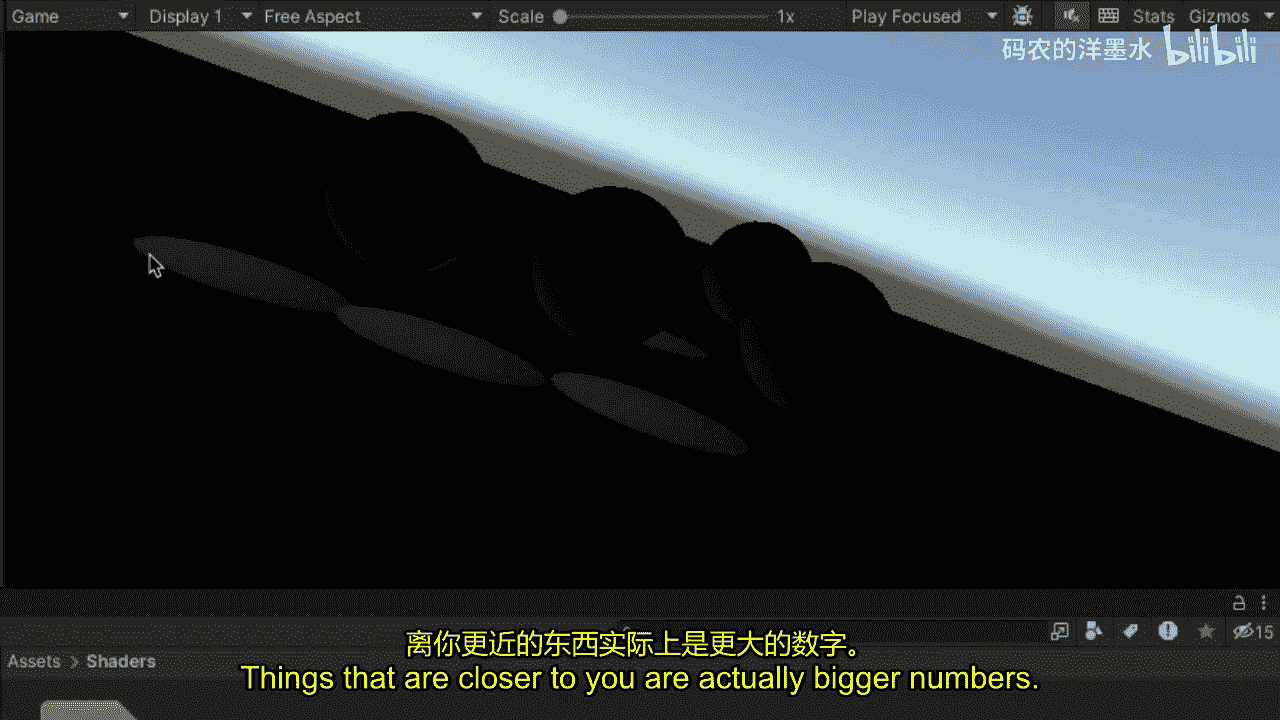 Game Display 1 Free Aspect Scale 1x Play Focused Stats Gizmos
码农的洋墨水 bilibili
15
离你更近的东西实际上是更大的数字。
Assets > Shaders
Things that are closer to you are actually bigger numbers.